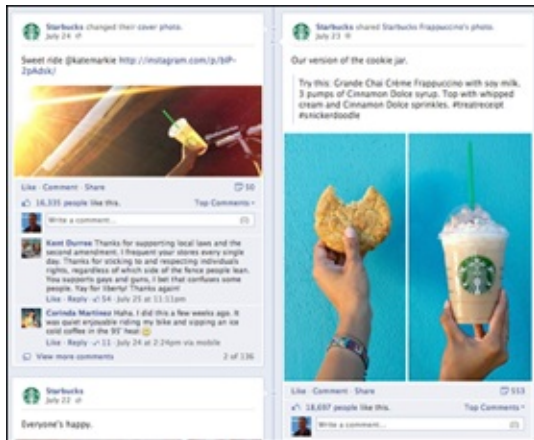 Starbucks changed their cover photo.
July 24
Sweet ride @katemarkie http://instagram.com/p/blP-
2pAdsk/
Like · Comment · Share
50
16,335 people like this.
Top Comments
Write a comment...
Kent Durree Thanks for supporting local laws and the
second amendment. I frequent your stores every single
day. Thanks for sticking to and respecting individuals
rights, regardless of which side of the fence people lean.
You supports gays and guns, I bet that confuses some
people. Yay for liberty! Thanks again!
Like · Reply · 54 · July 25 at 11:11pm
Corinda Martinez Haha, I did this a few weeks ago. It
was quiet enjoyable riding my bike and sipping an ice
cold coffee in the 95' heat
Like · Reply · 11 · July 24 at 2:24pm via mobile
View more comments
2 of 136
Starbucks
July 22
Everyone's happy.
Starbucks shared Starbucks Frappuccino's photo.
July 23
Our version of the cookie jar.
Try this: Grande Chai Crème Frappuccino with soy milk,
3 pumps of Cinnamon Dolce syrup. Top with whipped
cream and Cinnamon Dolce sprinkles. #treatreceipt
#snickerdoodle
Like · Comment · Share
553
18,697 people like this.
Top Comments
Write a comment...